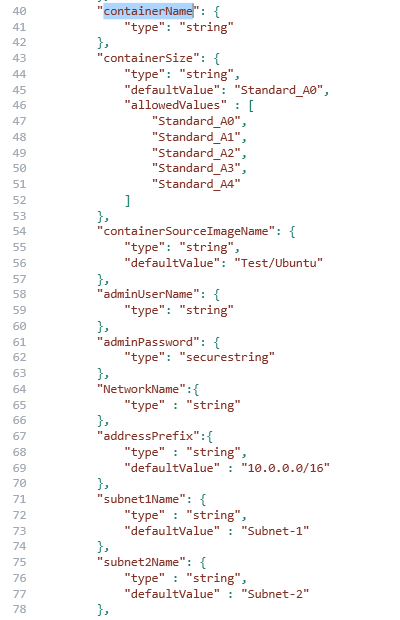 40 "containerName": {
41 "type": "string"
42 },
43 "containerSize": {
44 "type": "string",
45 "defaultValue": "Standard_A0",
46 "allowedValues" : [
47 "Standard_A0",
48 "Standard_A1",
49 "Standard_A2",
50 "Standard_A3",
51 "Standard_A4"
52 ]
53 },
54 "containerSourceImageName": {
55 "type": "string",
56 "defaultValue": "Test/Ubuntu"
57 },
58 "adminUserName": {
59 "type": "string"
60 },
61 "adminPassword": {
62 "type": "securestring"
63 },
64 "NetworkName":{
65 "type" : "string"
66 },
67 "addressPrefix":{
68 "type" : "string",
69 "defaultValue" : "10.0.0.0/16"
70 },
71 "subnet1Name": {
72 "type" : "string",
73 "defaultValue" : "Subnet-1"
74 },
75 "subnet2Name": {
76 "type" : "string",
77 "defaultValue" : "Subnet-2"
78 },